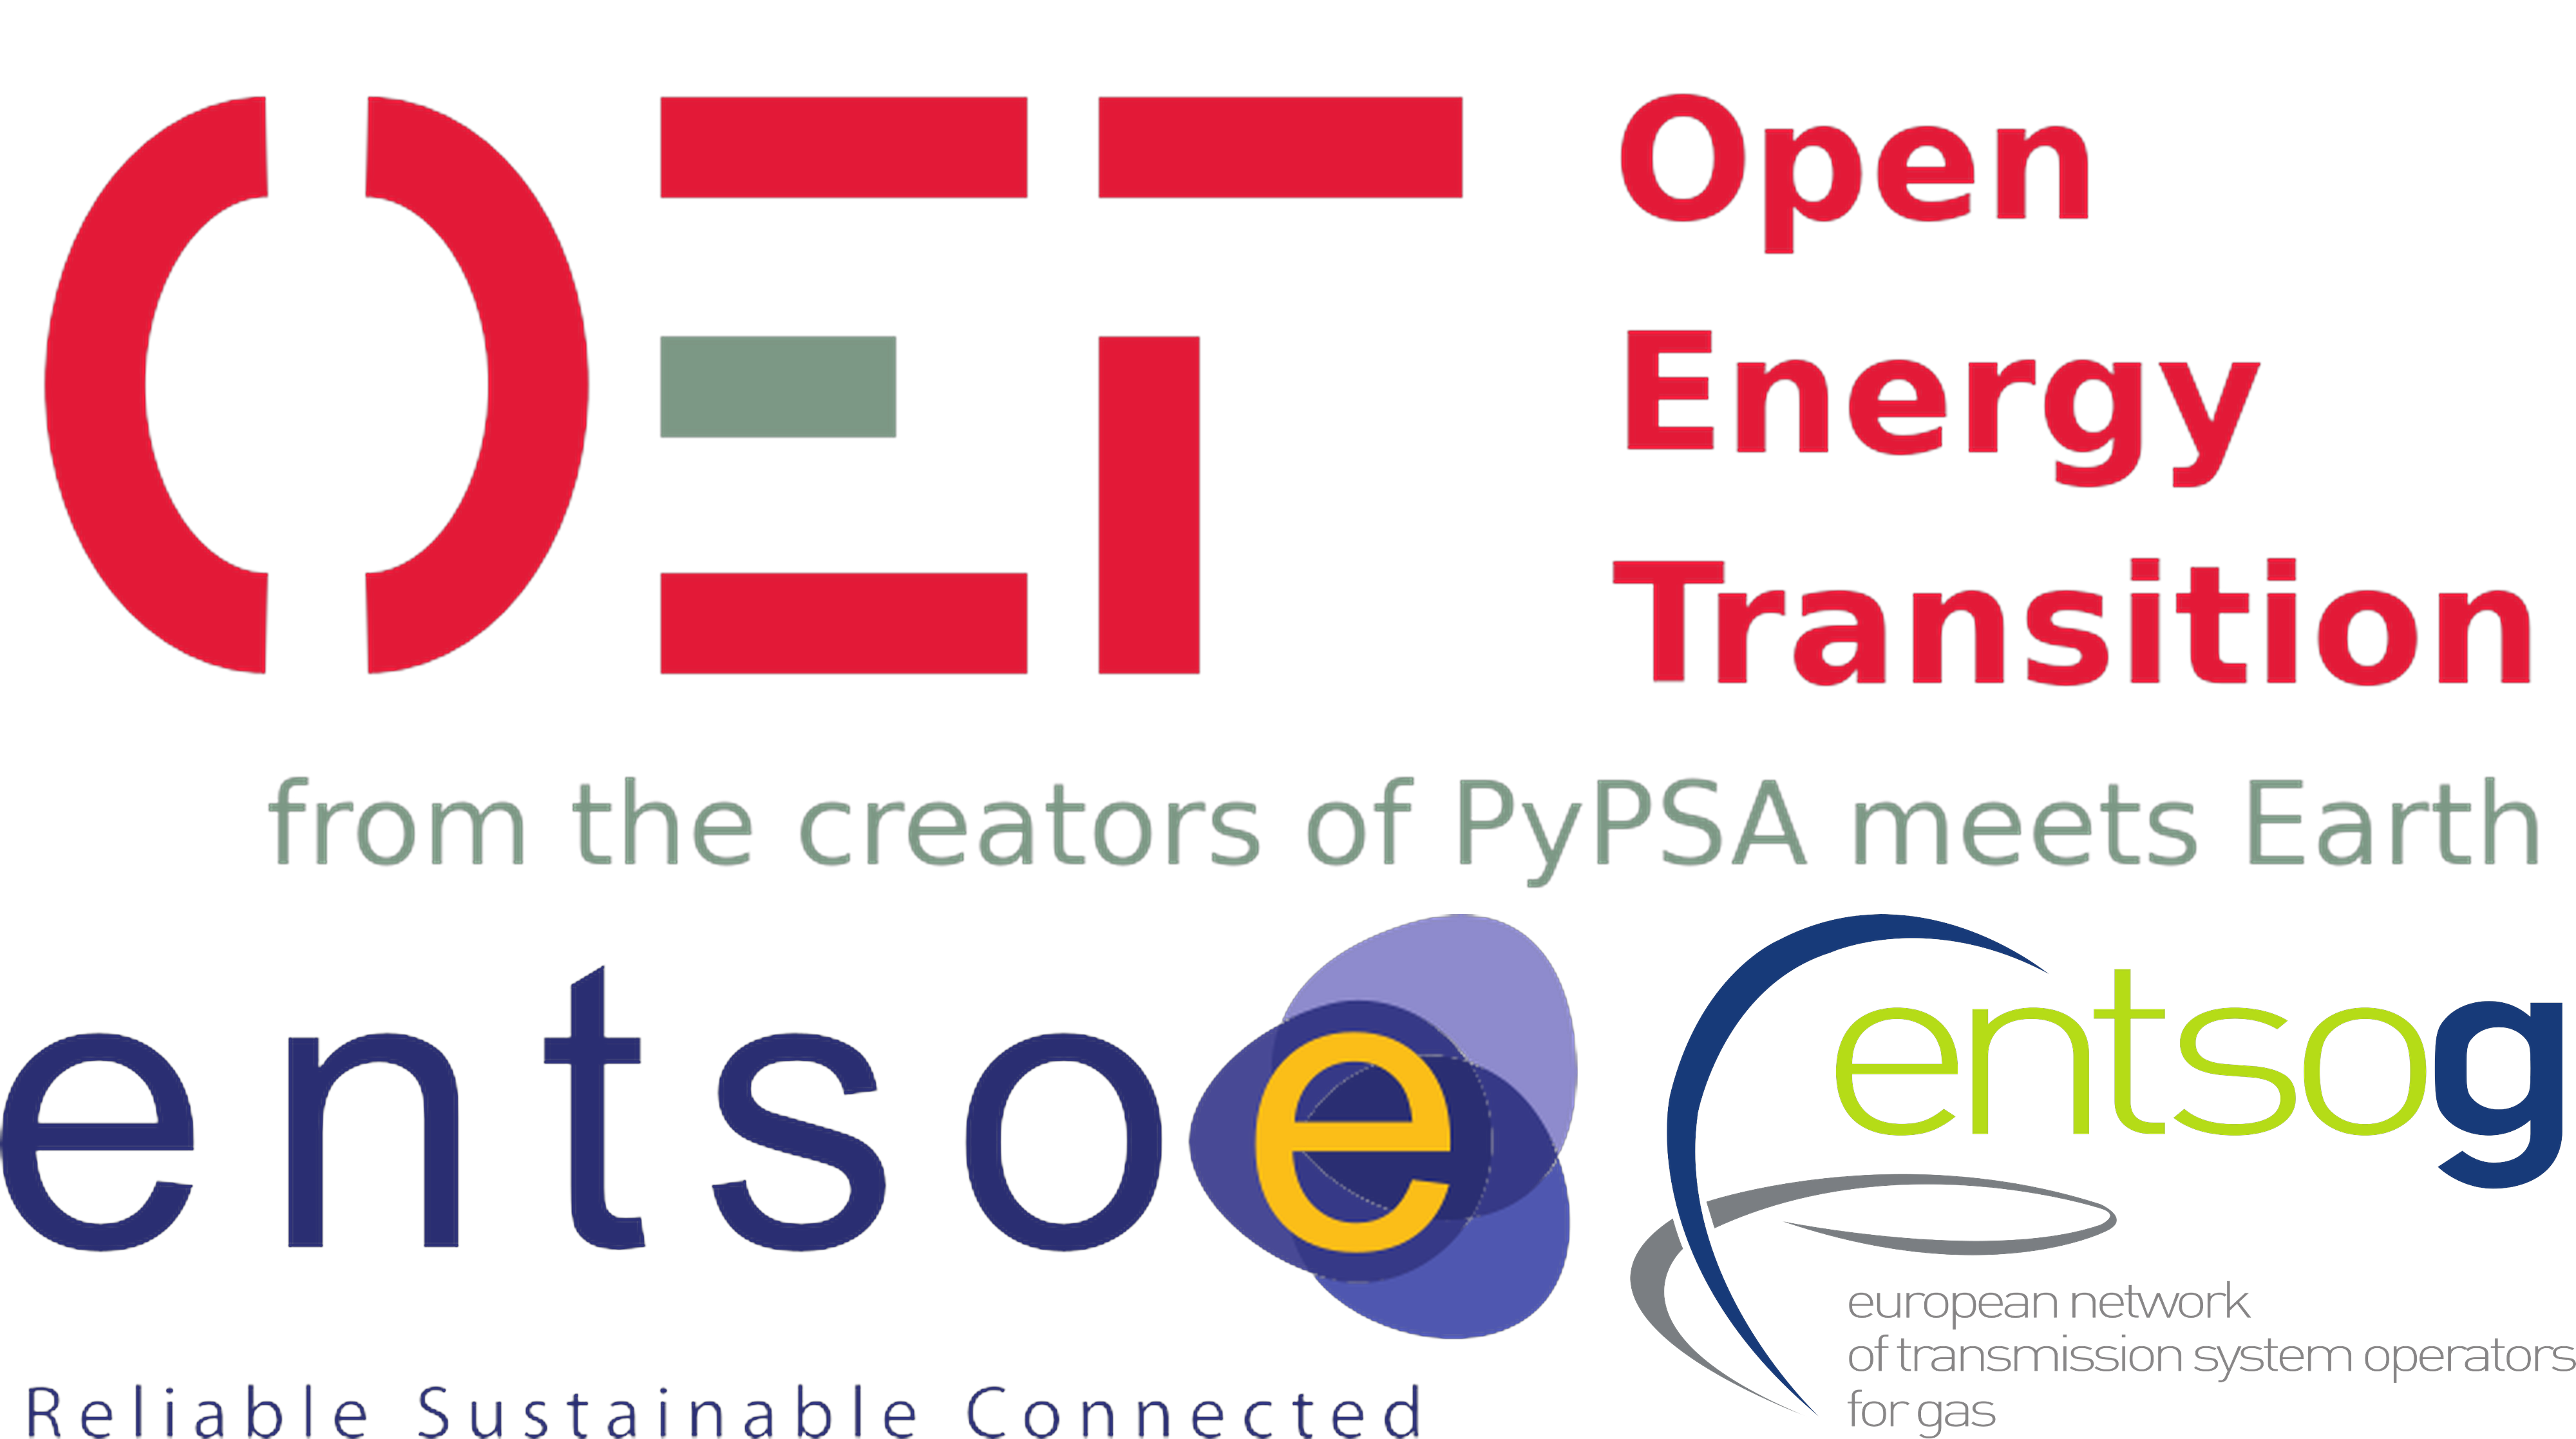 OET
Open
Energy
Transition
from the creators of PyPSA meets Earth
entsoe
Reliable Sustainable Connected
entsog
european network
of transmission system operators
for gas